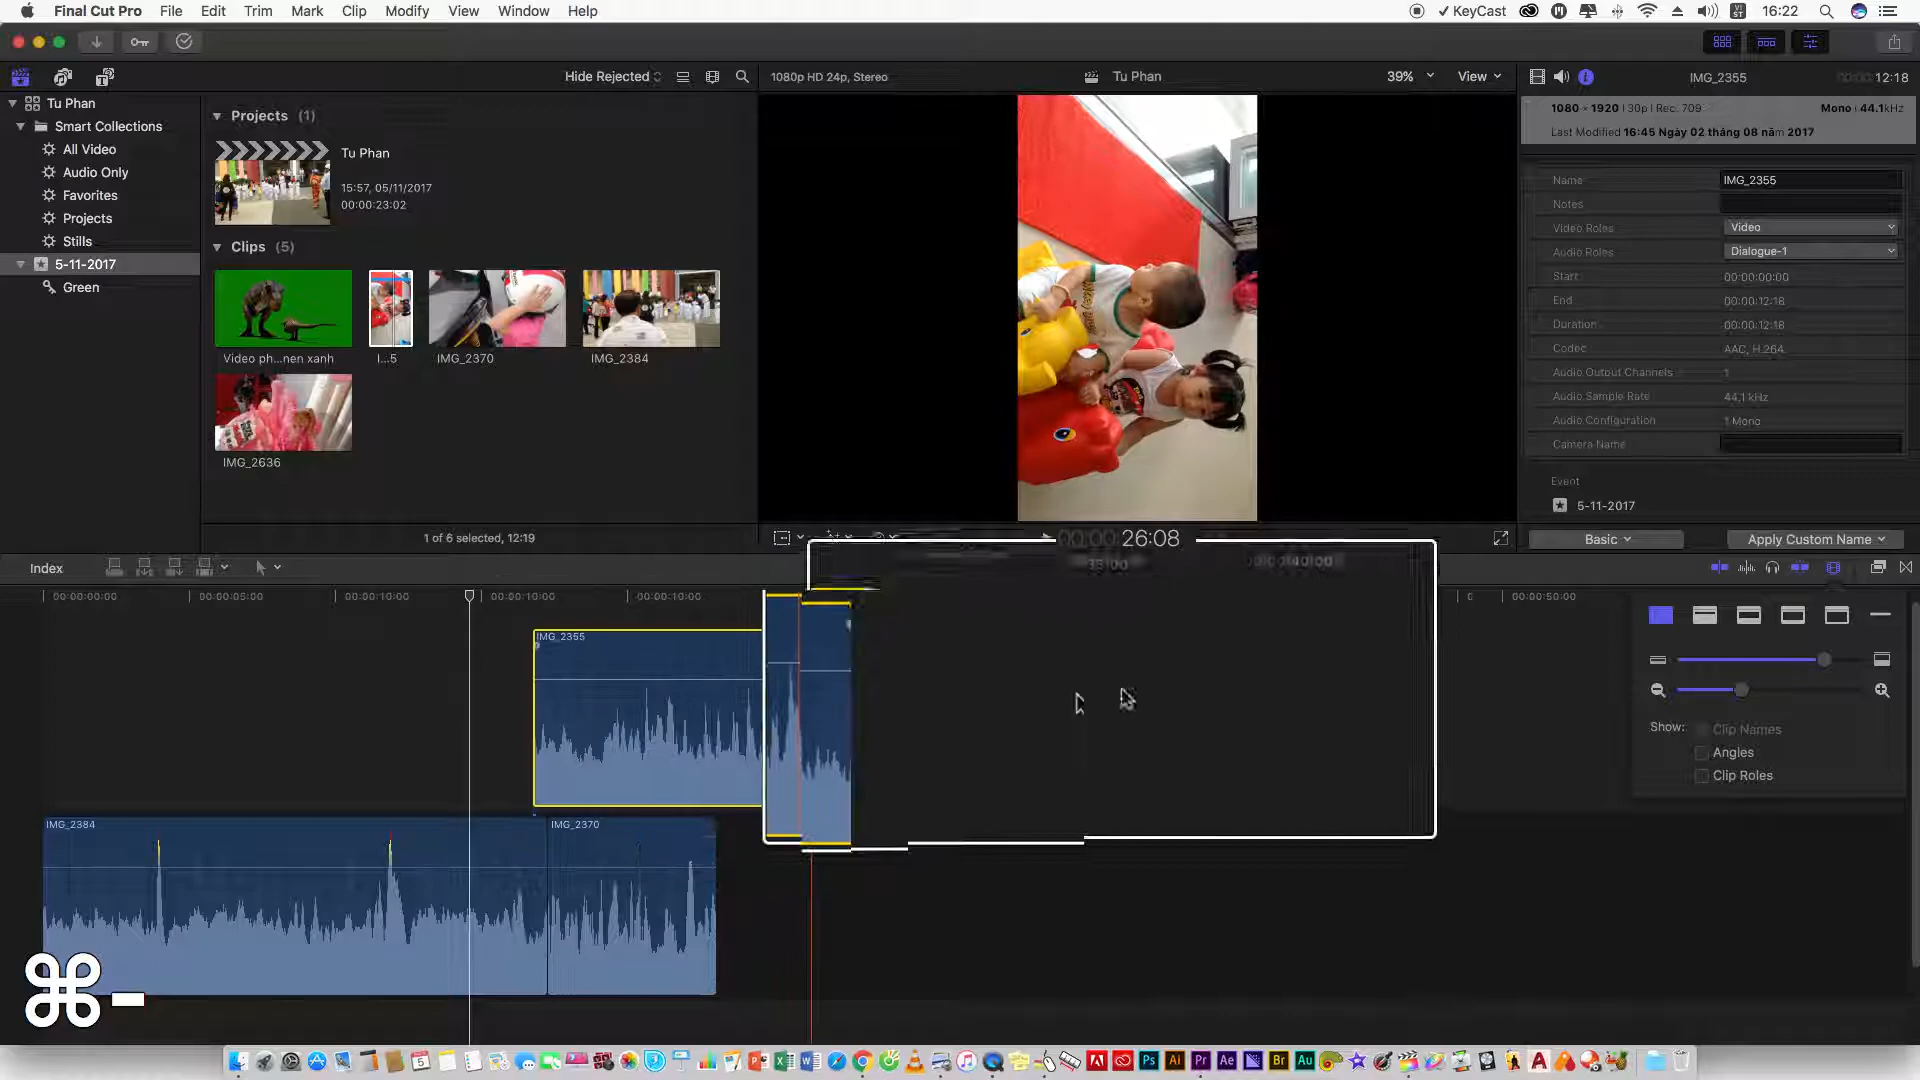 Final Cut Pro File Edit Trim Mark Clip Modify View Window Help
✓ KeyCast 16:22
Hide Rejected
1080p HD 24p, Stereo
Tu Phan
39%
View
IMG_2355
12:18
Tu Phan
Smart Collections
All Video
Audio Only
Favorites
Projects
Stills
5-11-2017
Green
Projects (1)
Tu Phan
15:57, 05/11/2017
00:00:23:02
Clips (5)
Video ph...nen xanh
I...5
IMG_2370
IMG_2384
IMG_2636
1 of 6 selected, 12:19
1080 × 1920 | 30p | Rec. 709
Mono | 44.1kHz
Last Modified 16:45 Ngày 02 tháng 08 năm 2017
Name IMG_2355
Notes
Video Roles Video
Audio Roles Dialogue-1
Start 00:00:00:00
End 00:00:12:18
Duration 00:00:12:18
Codec AAC, H.264
Audio Output Channels 1
Audio Sample Rate 44.1 kHz
Audio Configuration 1 Mono
Camera Name
Event
5-11-2017
Basic
Apply Custom Name
26:08
Index
00:00:00:00
00:00:05:00
00:00:10:00
00:00:10:00
00:00:10:00
00:00:50:00
IMG_2355
IMG_2384
IMG_2370
Show:
Clip Names
Angles
Clip Roles
⌘-